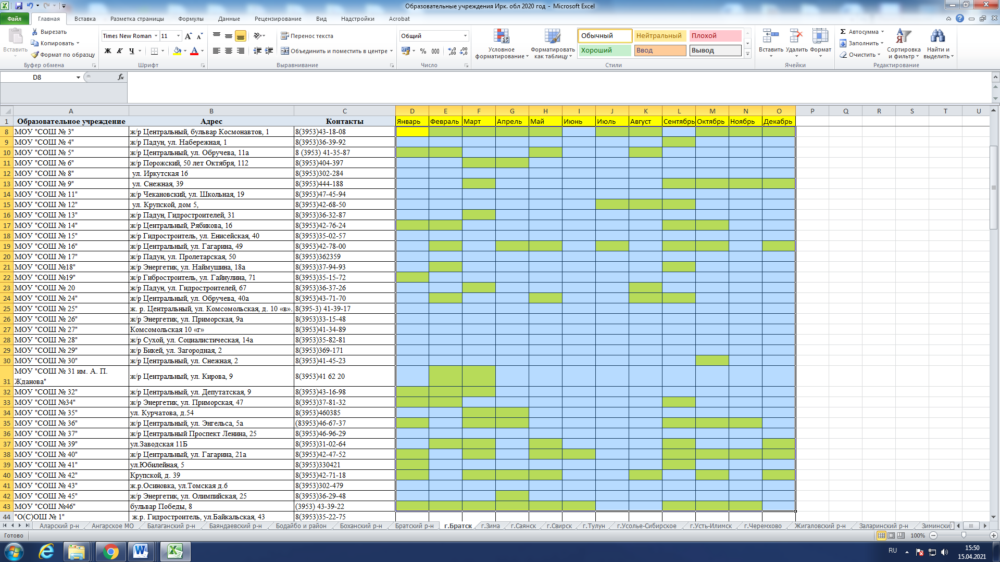 Образовательные учреждения Ирк. обл 2020 год - Microsoft Excel
Файл Главная Вставка Разметка страницы Формулы Данные Рецензирование Вид Надстройки Acrobat
Вставить Вырезать Копировать Формат по образцу
Times New Roman 11
Ж К Ч
Перенос текста
Объединить и поместить в центре
Общий
% 000
Условное форматирование Форматировать как таблицу
Обычный Нейтральный Плохой
Хороший Ввод Вывод
Вставить Удалить Формат
Σ Автосумма Заполнить Очистить
Сортировка и фильтр Найти и выделить
Буфер обмена Шрифт Выравнивание Число Стили Ячейки Редактирование
D8 fx
A B C D E F G H I J K L M N O P Q R S T U
1 Образовательное учреждение Адрес Контакты Январь Февраль Март Апрель Май Июнь Июль Август Сентябрь Октябрь Ноябрь Декабрь
8 МОУ "СОШ № 3" ж/р Центральный, бульвар Космонавтов, 1 8(3953)43-18-08
9 МОУ "СОШ № 4" ж/р Падун, ул. Набережная, 1 8(3953)36-39-92
10 МОУ "СОШ № 5" ж/р Центральный, ул. Обручева, 11а 8 (3953) 41-35-87
11 МОУ "СОШ № 6" ж/р Порожский, 50 лет Октября, 112 8(3953)404-397
12 МОУ "СОШ № 8" ул. Иркутская 16 8(3953)302-284
13 МОУ "СОШ № 9" ул. Снежная, 39 8(3953)444-188
14 МОУ "СОШ № 11" ж/р Чекановский, ул. Школьная, 19 8(3953)47-45-94
15 МОУ "СОШ № 12" ул. Крупской, дом 5, 8(3953)42-68-50
16 МОУ "СОШ № 13" ж/р Падун, Гидростроителей, 31 8(3953)36-32-87
17 МОУ "СОШ № 14" ж/р Центральный, Рябикова, 16 8(3953)42-76-24
18 МОУ "СОШ № 15" ж/р Гидростроитель, ул. Енисейская, 40 8(3953)35-02-57
19 МОУ "СОШ № 16" ж/р Центральный, ул. Гагарина, 49 8(3953)42-78-00
20 МОУ "СОШ № 17" ж/р Падун, ул. Пролетарская, 50 8(3953)362359
21 МОУ "СОШ №18" ж/р Энергетик, ул. Наймушина, 18а 8(3953)37-94-93
22 МОУ "СОШ №19" ж/р Гибростроитель, ул. Гайнулина, 71 8(3953)35-15-72
23 МОУ "СОШ № 20 ж/р Падун, ул. Гидростроителей, 67 8(3953)36-37-26
24 МОУ "СОШ № 24" ж/р Центральный, ул. Обручева, 40а 8(3953)43-71-70
25 МОУ "СОШ № 25" ж. р. Центральный, ул. Комсомольская, д. 10 «в». 8(395-3) 41-39-17
26 МОУ "СОШ № 26" ж/р Энергетик, ул. Приморская, 9а 8(3953)33-15-48
27 МОУ "СОШ № 27" Комсомольская 10 «г» 8(3953)41-34-89
28 МОУ "СОШ № 28" ж/р Сухой, ул. Социалистическая, 14а 8(3953)35-82-81
29 МОУ "СОШ № 29" ж/р Бикей, ул. Загородная, 2 8(3953)369-171
30 МОУ "СОШ № 30" ж/р Центральный, ул. Снежная, 2 8(3953)41-45-23
31 МОУ "СОШ № 31 им. А. П. Жданова" ж/р Центральный, ул. Кирова, 9 8(3953)41 62 20
32 МОУ "СОШ № 32" ж/р Центральный, ул. Депутатская, 9 8(3953)43-16-98
33 МОУ "СОШ №34" ж/р Энергетик, ул. Приморская, 47 8(3953)37-81-32
34 МОУ "СОШ № 35" ул. Курчатова, д.54 8(3953)460385
35 МОУ "СОШ № 36" ж/р Центральный, ул. Энгельса, 5а (83953)46-67-37
36 МОУ "СОШ № 37" ж/р Центральный Проспект Ленина, 25 8(3953)46-96-29
37 МОУ "СОШ № 39" ул.Заводская 11Б 8(3953)31-02-64
38 МОУ "СОШ № 40" ж/р Центральный, ул. Гагарина, 21а 8(3953)42-47-52
39 МОУ "СОШ № 41" ул.Юбилейная, 5 8(3953)330421
40 МОУ "СОШ № 42" Крупской, д. 39 8(3953)42-71-18
41 МОУ "СОШ № 43" ж.р.Осиновка, ул.Томская д.6 8(3953)302-479
42 МОУ "СОШ № 45" ж/р Энергетик, ул. Олимпийская, 25 8(3953)36-29-48
43 МОУ "СОШ №46" бульвар Победы, 8 (3953) 43-39-22
44 "О(С)ОШ № 1" ж.р. Гидростроитель, ул.Байкальская, 43 8(3953)35-22-75
Аларский р-н Ангарское МО Балаганский р-н Баяндаевский р-н Бодайбо и район Боханский р-н Братский р-н г.Братск г.Зима г.Саянск г.Свирск г.Тулун г.Усолье-Сибирское г.Усть-Илимск г.Черемхово Жигаловский р-н Заларинский р-н Зимински
Готово 100%
RU 15:50
15.04.2021